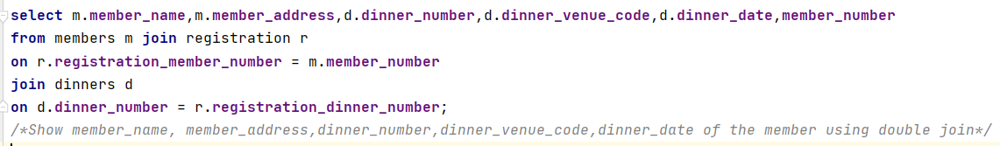 select m.member_name,m.member_address,d.dinner_number,d.dinner_venue_code,d.dinner_date,member_number
from members m join registration r
on r.registration_member_number = m.member_number
join dinners d
on d.dinner_number = r.registration_dinner_number;
/*Show member_name, member_address,dinner_number,dinner_venue_code,dinner_date of the member using double join*/